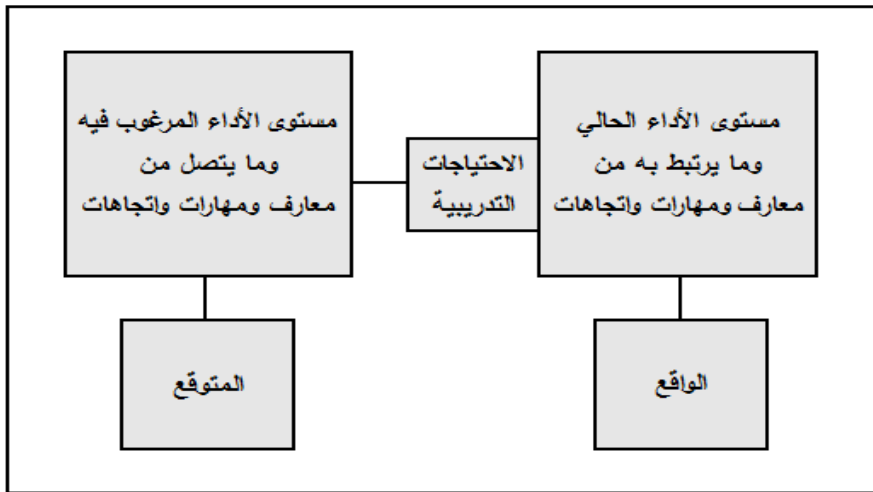 مستوى الأداء الحالي
وما يرتبط به من
معارف ومهارات واتجاهات
الاحتياجات
التدريبية
مستوى الأداء المرغوب فيه
وما يتصل من
معارف ومهارات واتجاهات
الواقع
المتوقع